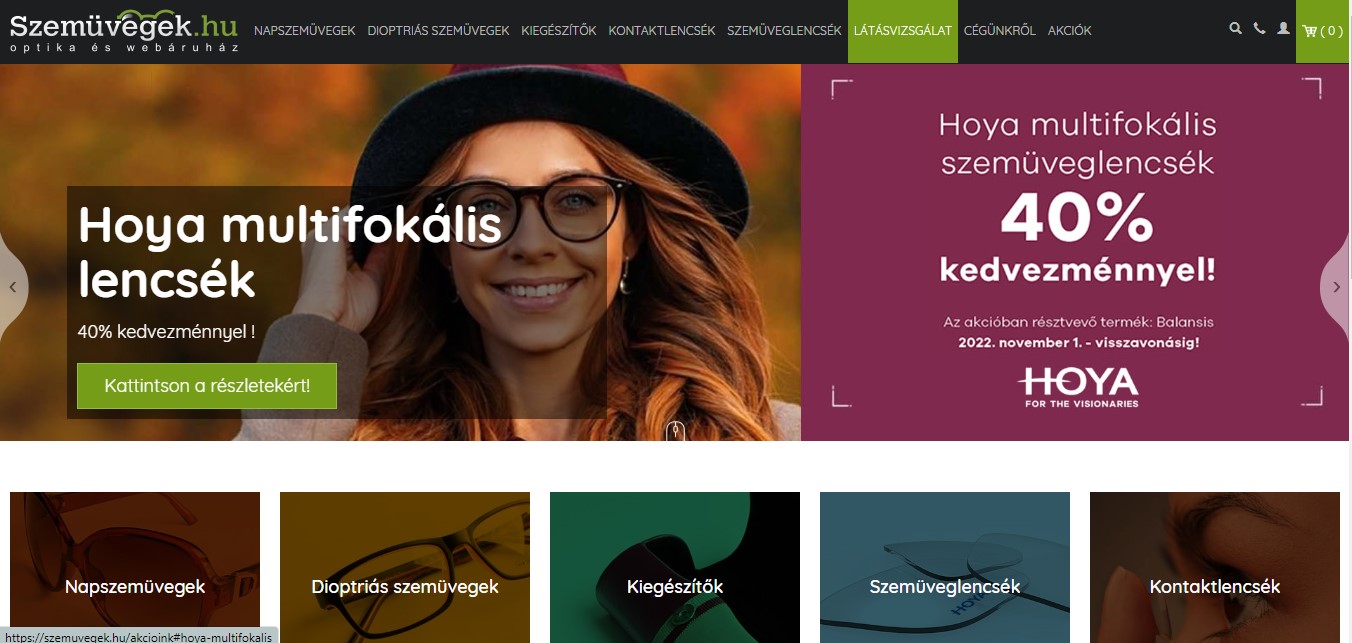 Szemüvegek.hu
optika és webáruház
NAPSZEMÜVEGEK DIOPTRIÁS SZEMÜVEGEK KIEGÉSZÍTŐK KONTAKTLENCSÉK SZEMÜVEGLENCSÉK LÁTÁSVIZSGÁLAT CÉGÜNKRŐL AKCIÓK ( 0 )
Hoya multifokális
lencsék
40% kedvezménnyel !
Kattintson a részletekért!
Hoya multifokális
szemüveglencsék
40%
kedvezménnyel!
Az akcióban résztvevő termék: Balansis
2022. november 1. - visszavonásig!
HOYA
FOR THE VISIONARIES
Napszemüvegek
Dioptriás szemüvegek
Kiegészítők
Szemüveglencsék
HOYA
Kontaktlencsék
https://szemuvegek.hu/akcioink#hoya-multifokalis